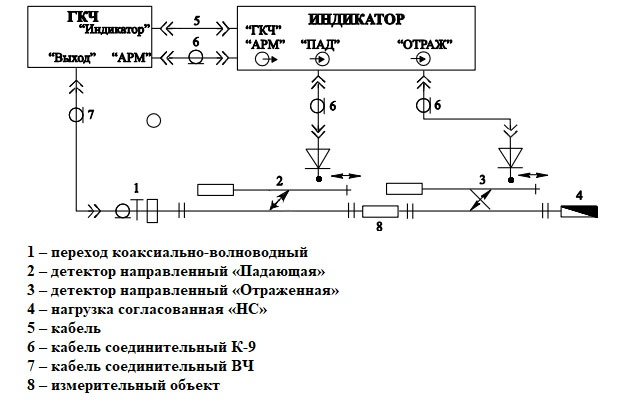 ГКЧ
“Индикатор”
“Выход” “АРМ”
5
6
ИНДИКАТОР
“ГКЧ”
“АРМ” “ПАД” “ОТРАЖ”
7
6
6
1
2
3
4
8
1 – переход коаксиально-волноводный
2 – детектор направленный «Падающая»
3 – детектор направленный «Отраженная»
4 – нагрузка согласованная «НС»
5 – кабель
6 – кабель соединительный К-9
7 – кабель соединительный ВЧ
8 – измерительный объект